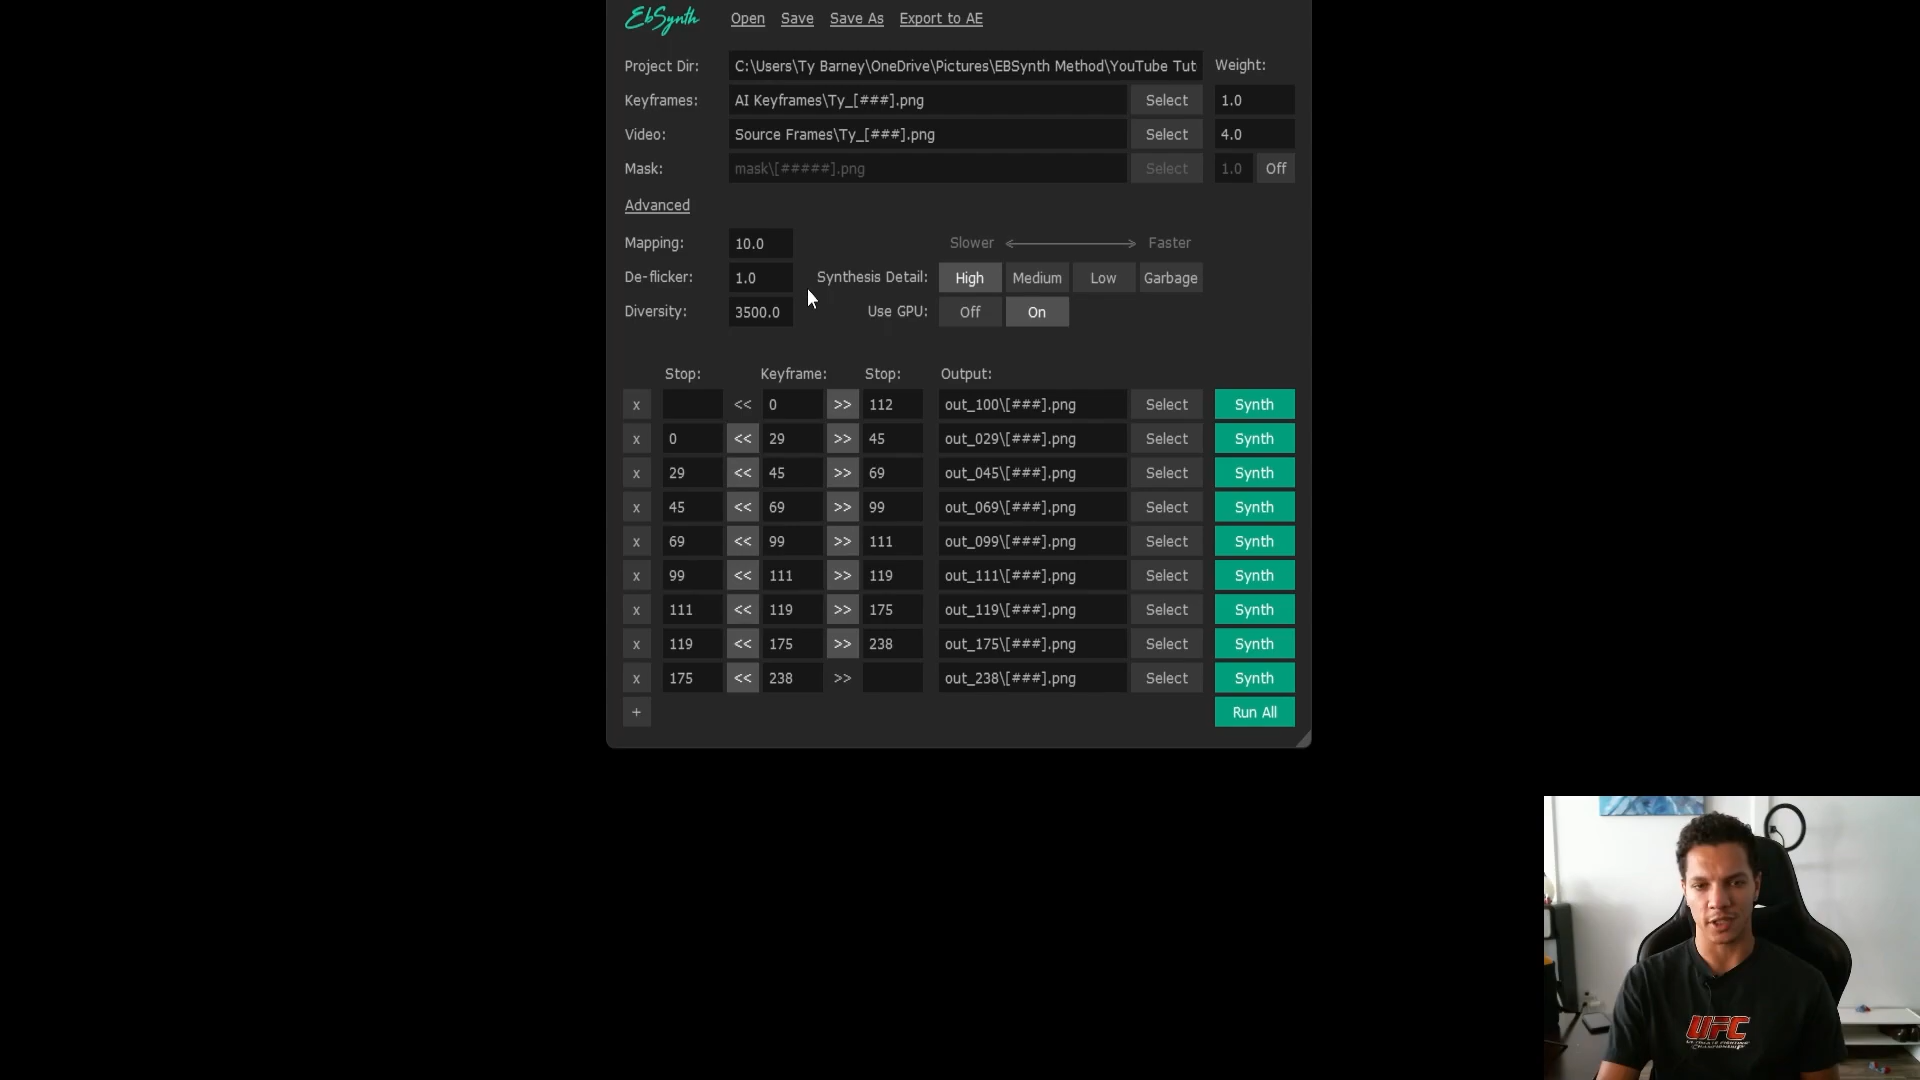 EbSynth Open Save Save As Export to AE
Project Dir: C:\Users\Ty Barney\OneDrive\Pictures\EBSynth Method\YouTube Tut Weight:
Keyframes: AI Keyframes\Ty_[###].png Select 1.0
Video: Source Frames\Ty_[###].png Select 4.0
Mask: mask\[#####].png Select 1.0 Off
Advanced
Mapping: 10.0 Slower Faster
De-flicker: 1.0 Synthesis Detail: High Medium Low Garbage
Diversity: 3500.0 Use GPU: Off On
Stop: Keyframe: Stop: Output:
x << 0 >> 112 out_100\[###].png Select Synth
x 0 << 29 >> 45 out_029\[###].png Select Synth
x 29 << 45 >> 69 out_045\[###].png Select Synth
x 45 << 69 >> 99 out_069\[###].png Select Synth
x 69 << 99 >> 111 out_099\[###].png Select Synth
x 99 << 111 >> 119 out_111\[###].png Select Synth
x 111 << 119 >> 175 out_119\[###].png Select Synth
x 119 << 175 >> 238 out_175\[###].png Select Synth
x 175 << 238 >> out_238\[###].png Select Synth
+ Run All
UFC